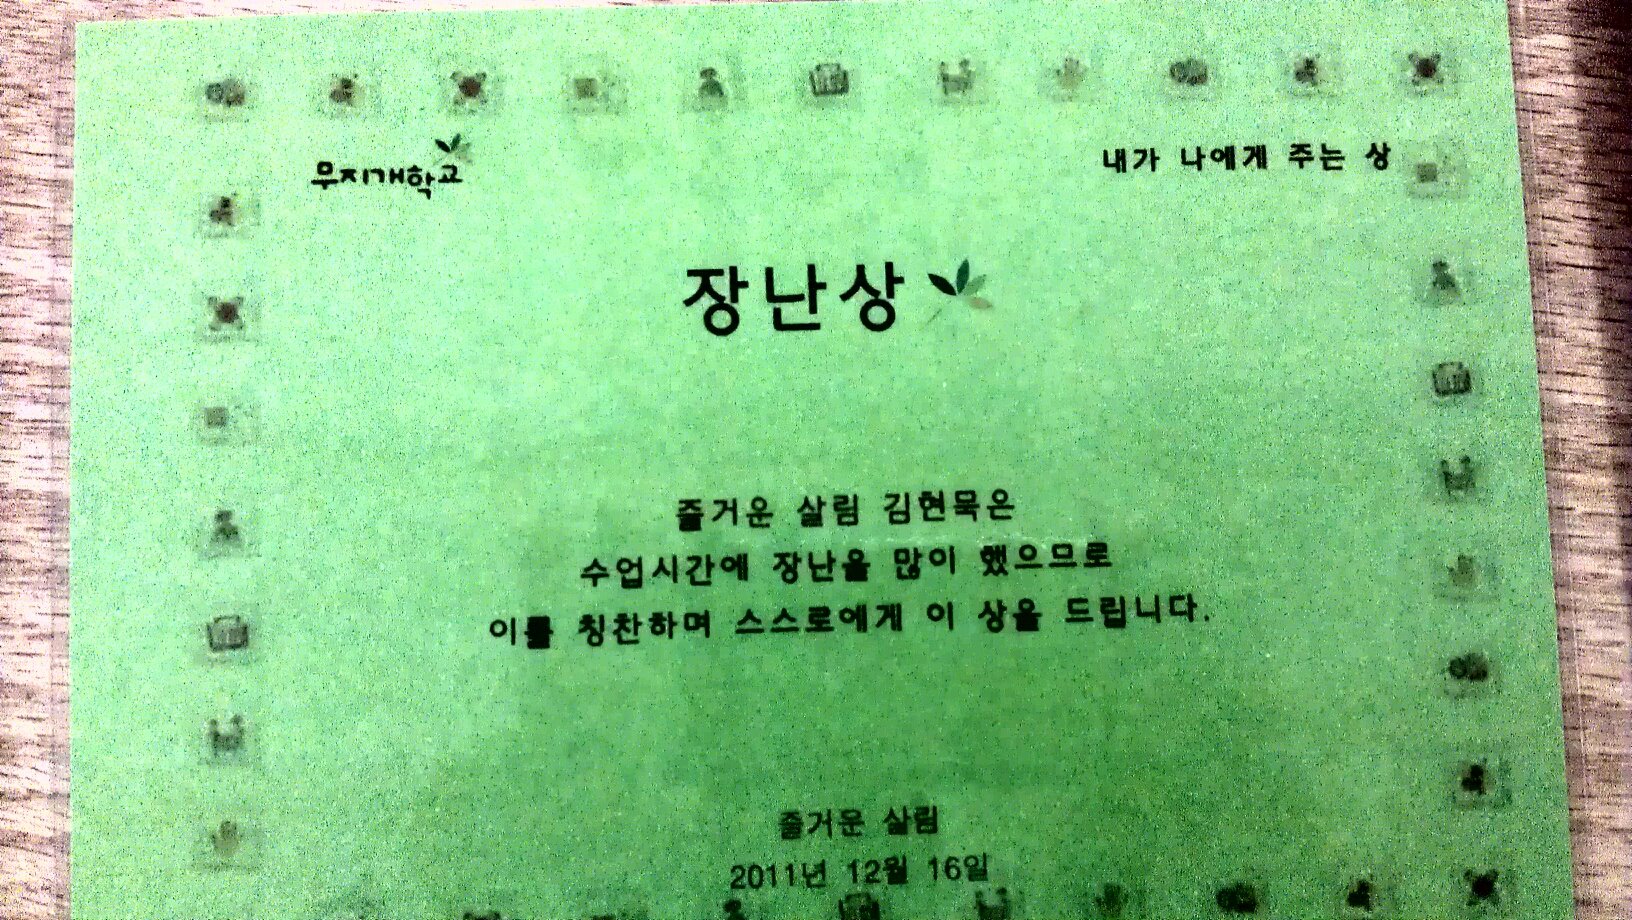 무지개학교
내가 나에게 주는 상
장난상
즐거운 살림 김현묵은
수업시간에 장난을 많이 했으므로
이를 칭찬하며 스스로에게 이 상을 드립니다.
즐거운 살림
2011년 12월 16일